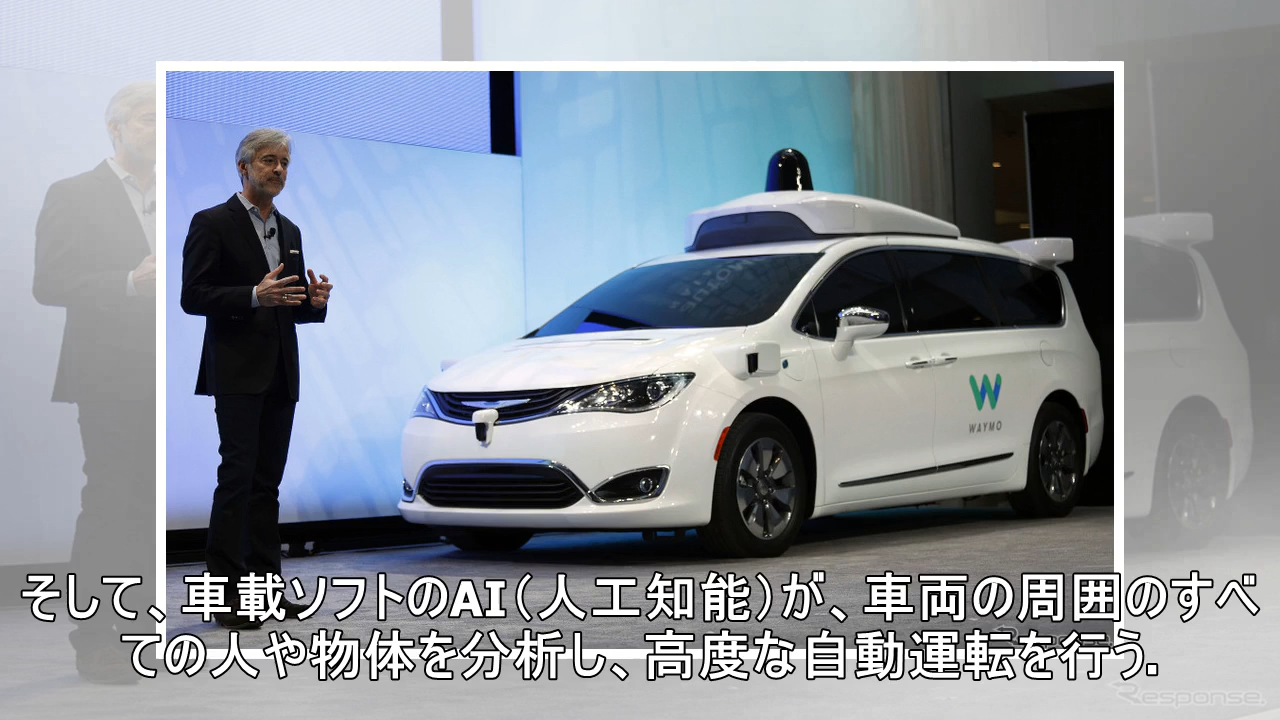 WAYMO
そして、車載ソフトのAI（人工知能）が、車両の周囲のすべ
ての人や物体を分析し、高度な自動運転を行う.
Response.